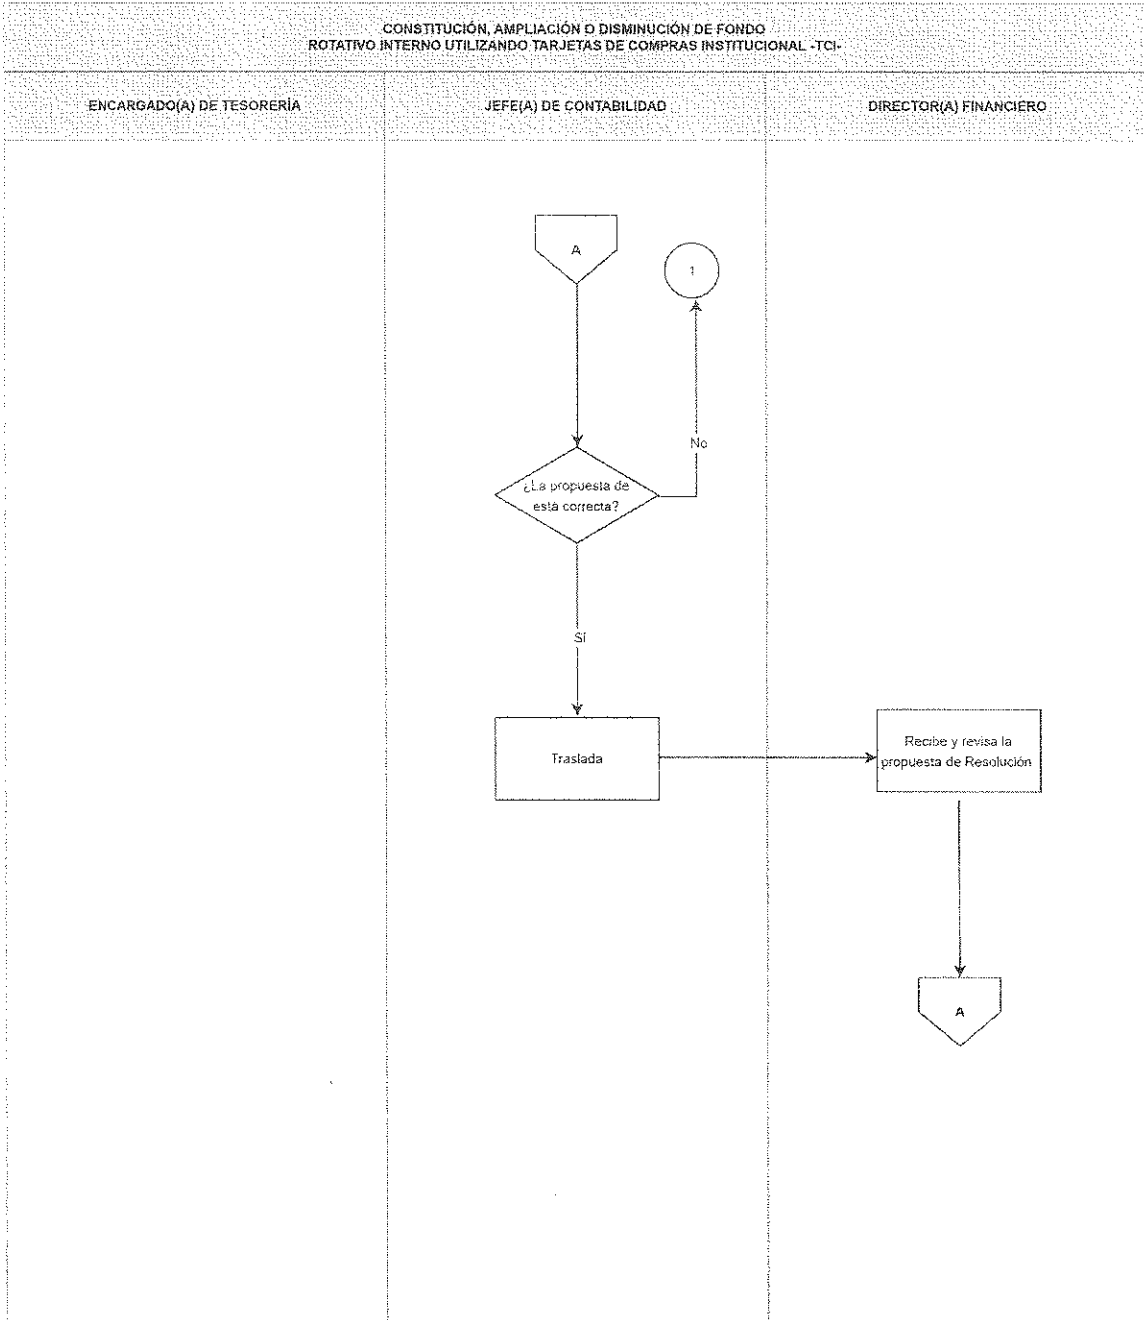 CONSTITUCIÓN, AMPLIACIÓN O DISMINUCIÓN DE FONDO
ROTATIVO INTERNO UTILIZANDO TARJETAS DE COMPRAS INSTITUCIONAL -TCI-
ENCARGADO(A) DE TESORERÍA
JEFE(A) DE CONTABILIDAD
DIRECTOR(A) FINANCIERO
A
1
No
¿La propuesta de
está correcta?
Sí
Traslada
Recibe y revisa la
propuesta de Resolución
A